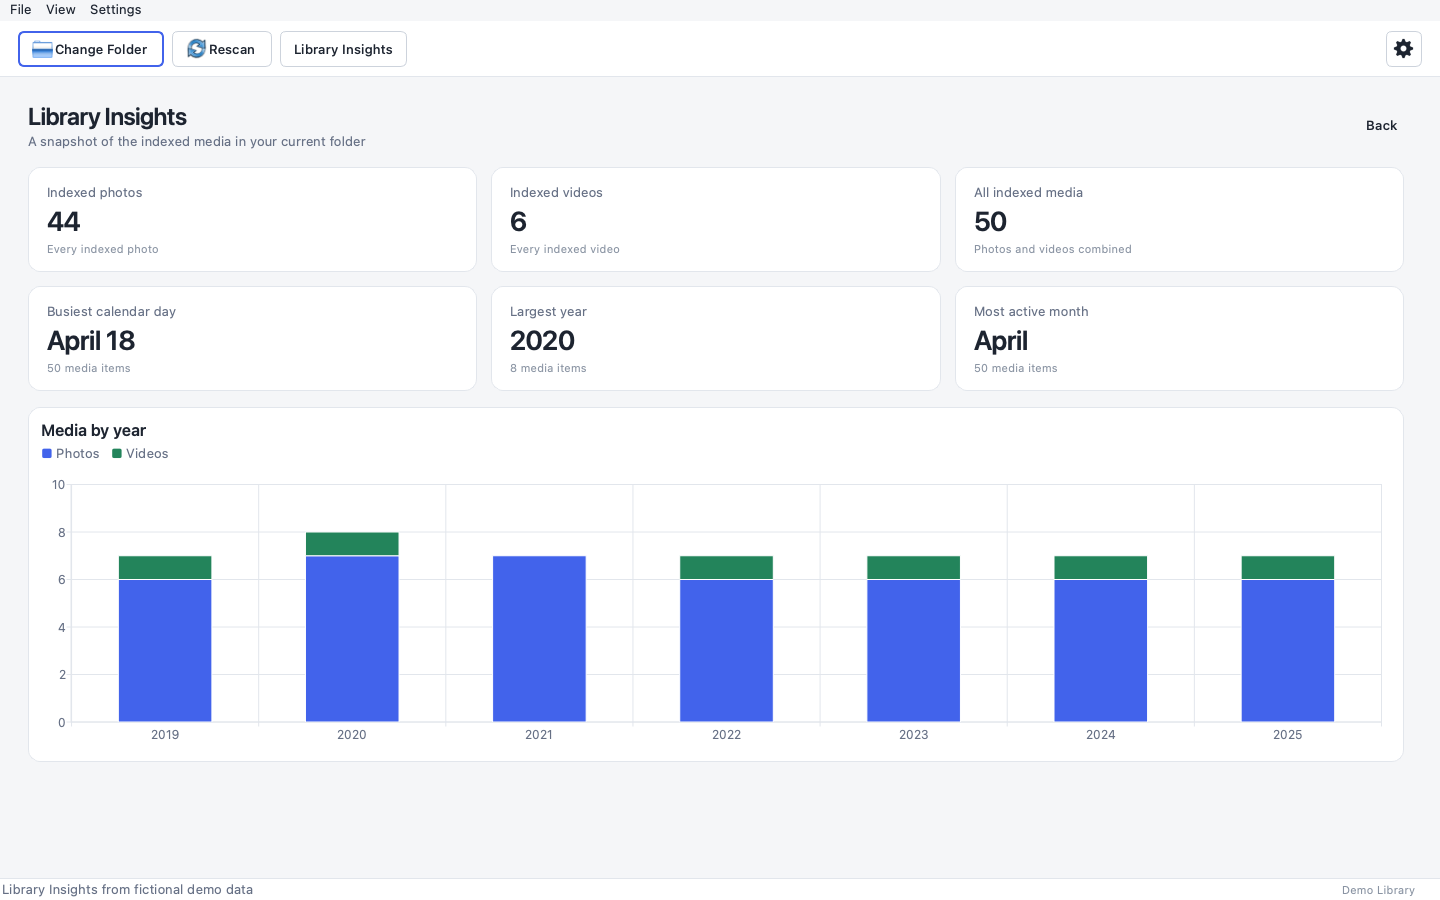 File View Settings
Change Folder Rescan Library Insights
Library Insights
A snapshot of the indexed media in your current folder
Back
Indexed photos
44
Every indexed photo
Indexed videos
6
Every indexed video
All indexed media
50
Photos and videos combined
Busiest calendar day
April 18
50 media items
Largest year
2020
8 media items
Most active month
April
50 media items
Media by year
Photos Videos
10
8
6
4
2
0
2019 2020 2021 2022 2023 2024 2025
Library Insights from fictional demo data
Demo Library